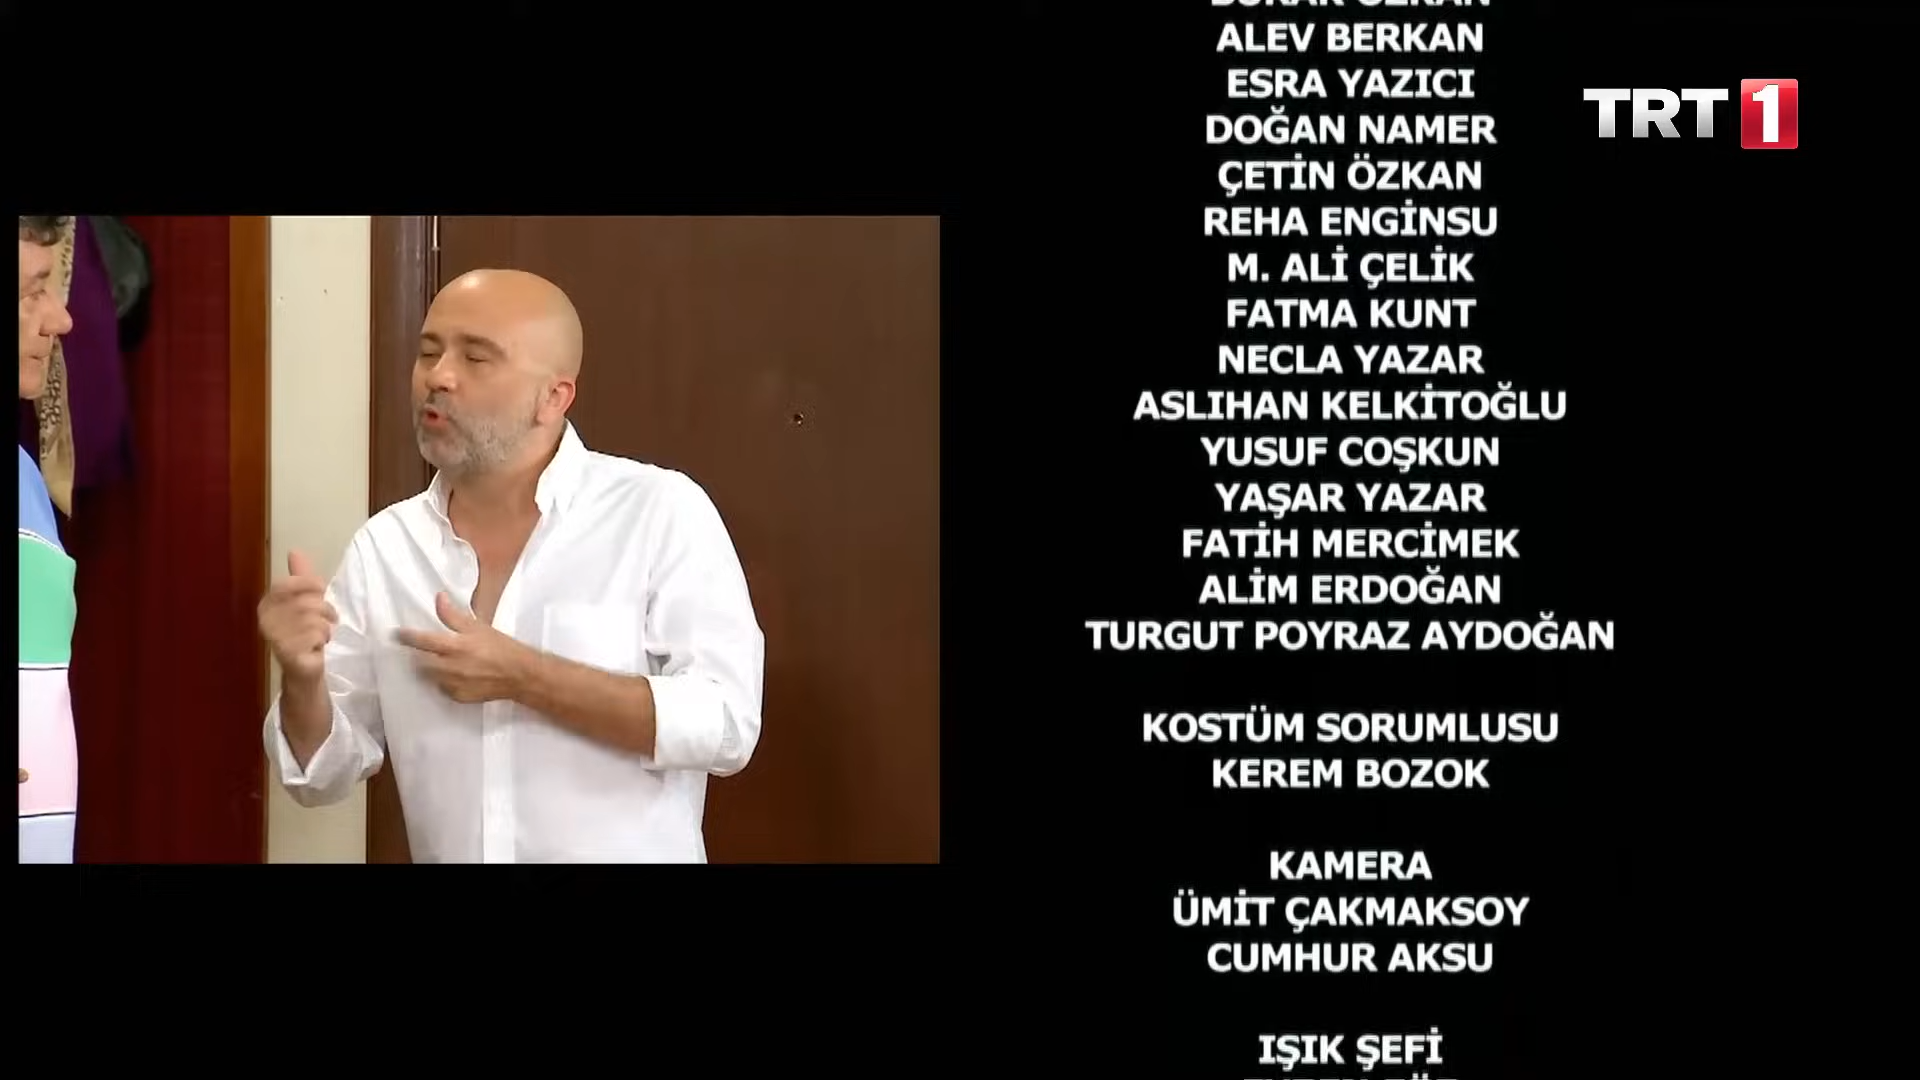 ALEV BERKAN
ESRA YAZICI
TRT 1
DOĞAN NAMER
ÇETİN ÖZKAN
REHA ENGİNSU
M. ALİ ÇELİK
FATMA KUNT
NECLA YAZAR
ASLIHAN KELKİTOĞLU
YUSUF COŞKUN
YAŞAR YAZAR
FATİH MERCİMEK
ALİM ERDOĞAN
TURGUT POYRAZ AYDOĞAN
KOSTÜM SORUMLUSU
KEREM BOZOK
KAMERA
ÜMİT ÇAKMAKSOY
CUMHUR AKSU
IŞIK ŞEFİ